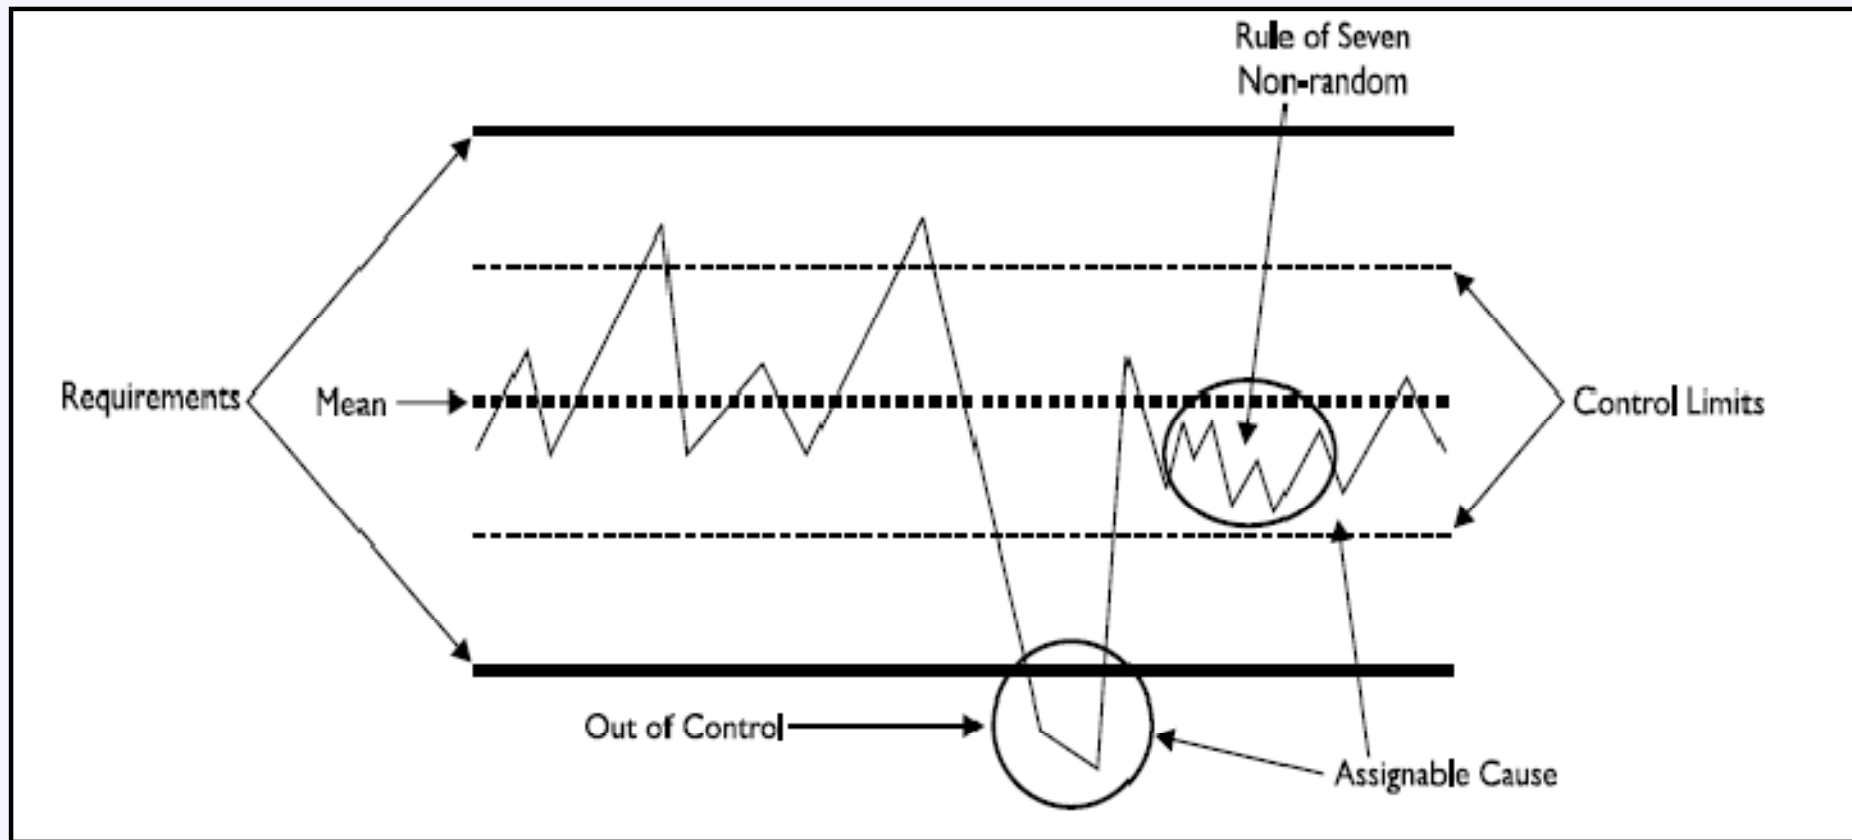 Rule of Seven
Non-random
Requirements
Mean
Control Limits
Out of Control
Assignable Cause